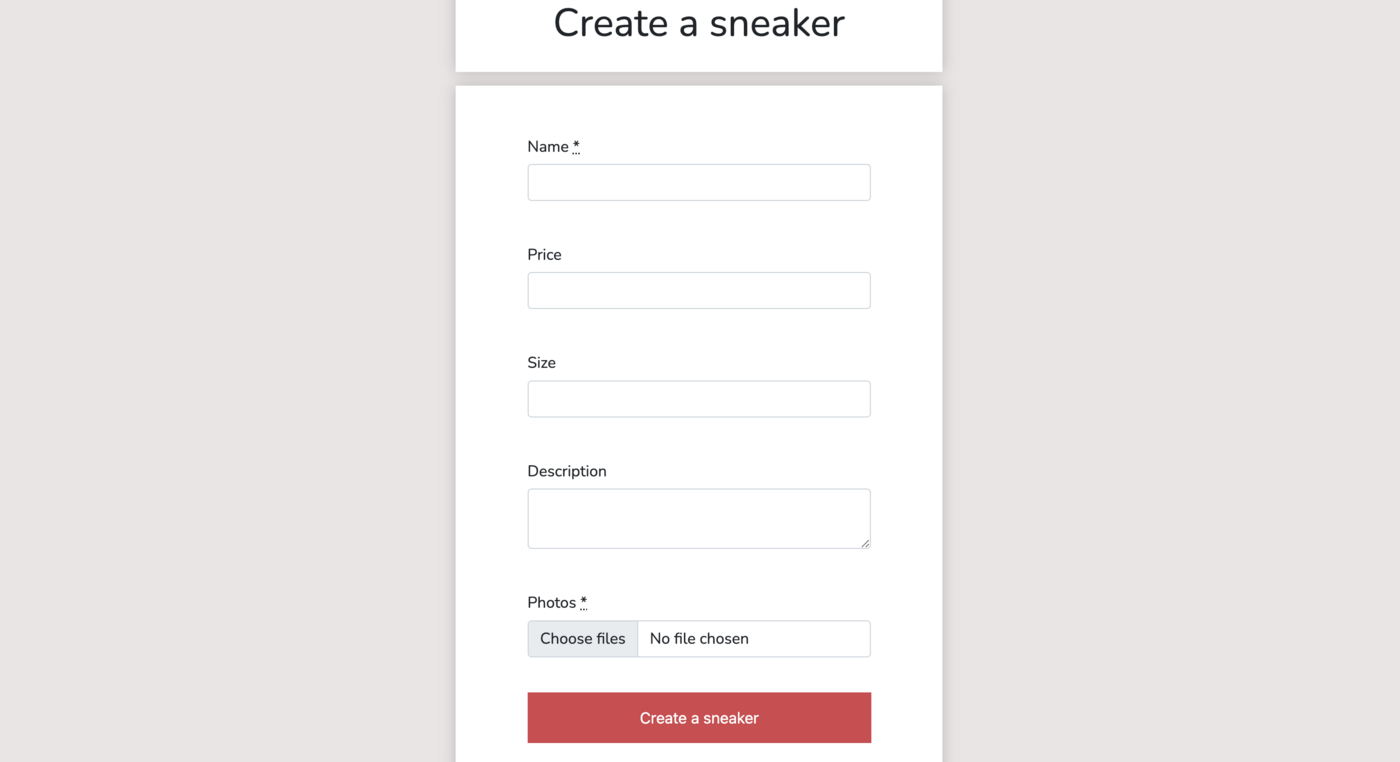 Create a sneaker
Name *
Price
Size
Description
Photos *
Choose files No file chosen
Create a sneaker